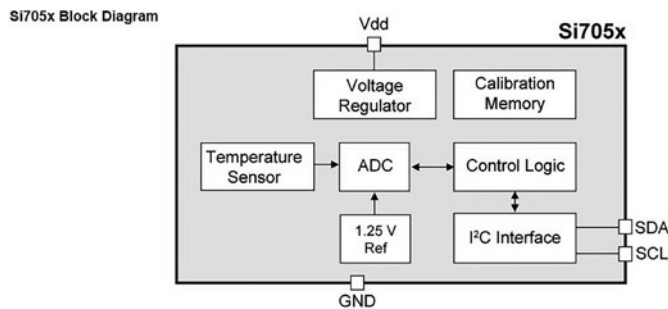 Si705x Block Diagram
Vdd
Si705x
Voltage
Regulator
Calibration
Memory
Temperature
Sensor
ADC
Control Logic
1.25 V
Ref
I²C Interface
SDA
SCL
GND